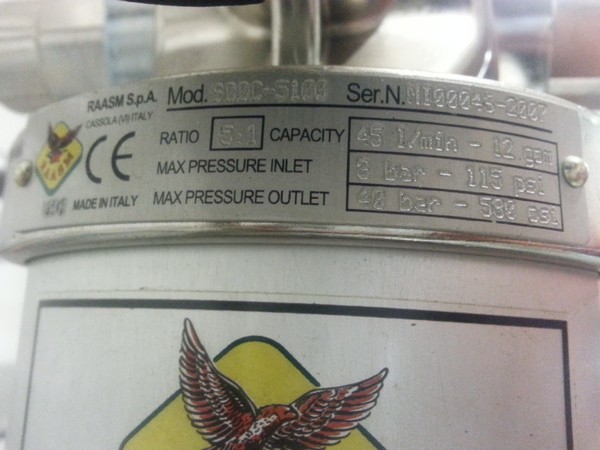 RAASM S.p.A. Mod. Ser.N.
CASSOLA (VI) ITALY
RAASM
CE
RATIO 5:1 CAPACITY 45 l/min - 12 gpm
MAX PRESSURE INLET 8 bar - 115 psi
MADE IN ITALY MAX PRESSURE OUTLET 40 bar - 580 psi